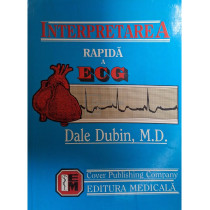 INTERPRETAREA
RAPIDĂ
A
ECG
Dale Dubin, M.D.
Cover Publishing Company
EDITURA MEDICALĂ